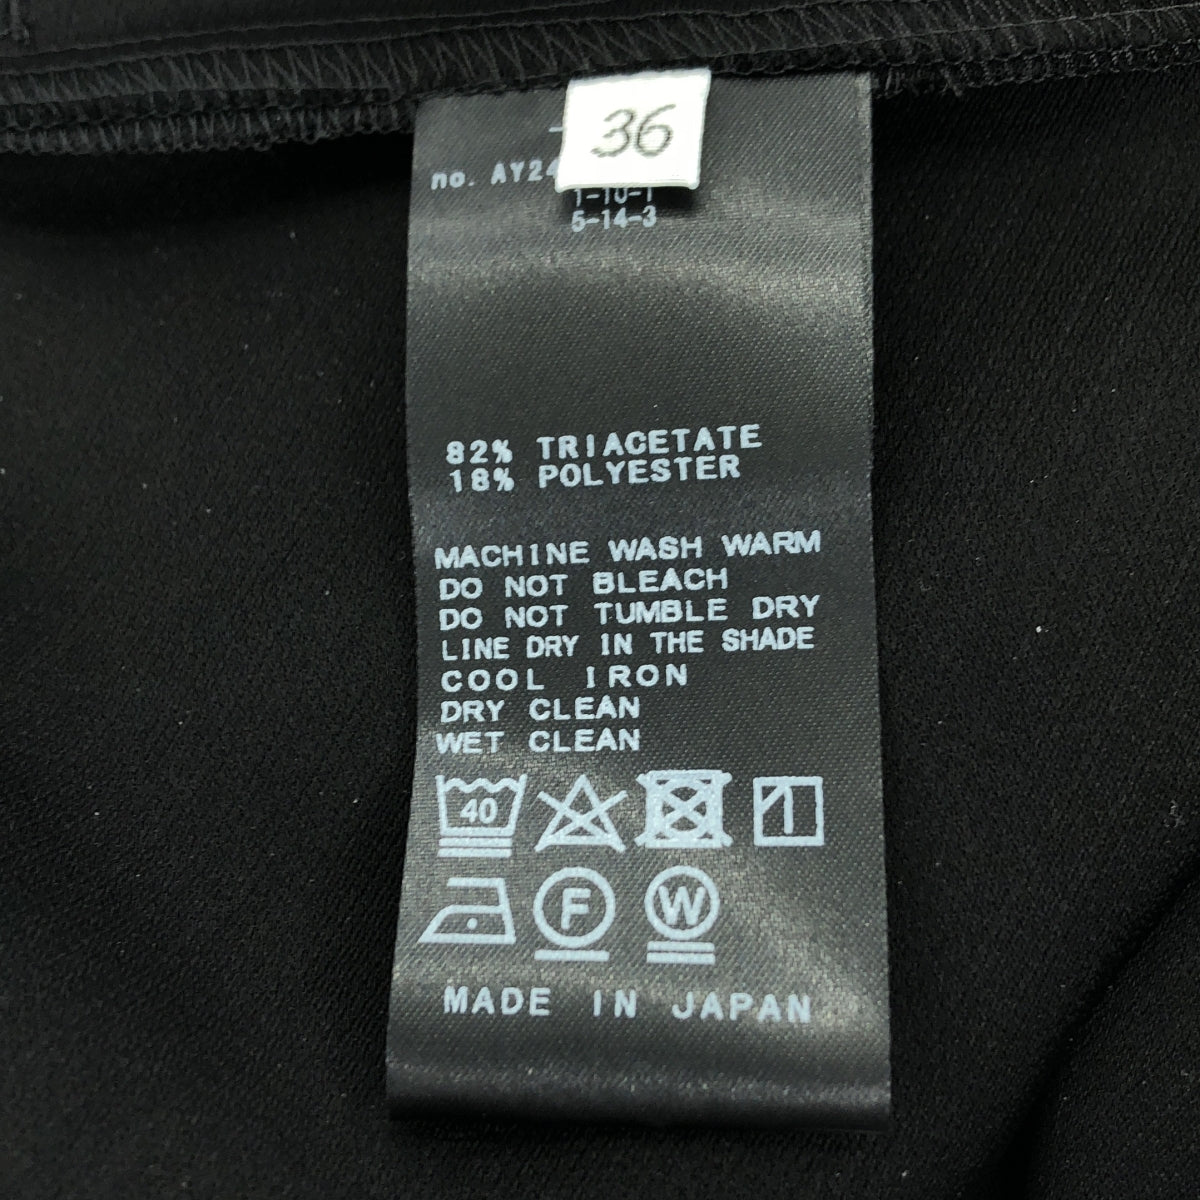 36
no. AY24
1-10-1
5-14-3
82% TRIACETATE
18% POLYESTER
MACHINE WASH WARM
DO NOT BLEACH
DO NOT TUMBLE DRY
LINE DRY IN THE SHADE
COOL IRON
DRY CLEAN
WET CLEAN
40
F W
MADE IN JAPAN